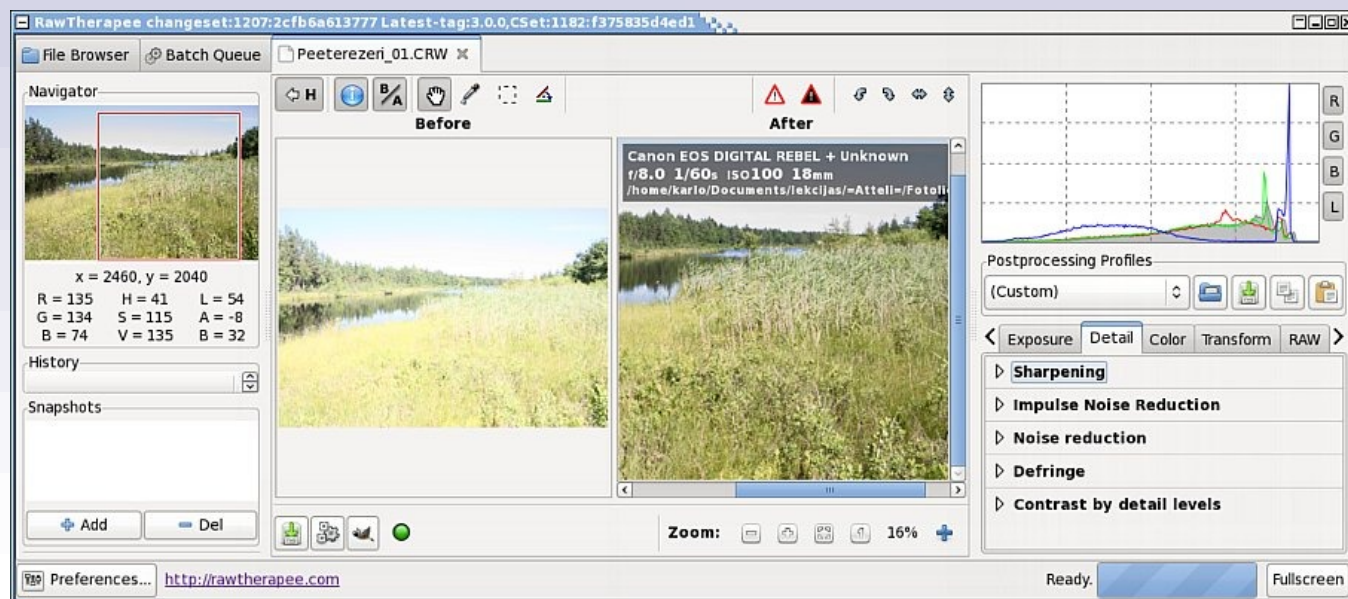 RawTherapee changeset:1207:2cfb6a613777 Latest-tag:3.0.0,CSet:1182:f375835d4ed1
File Browser
Batch Queue
Peeterezeri_01.CRW
Navigator
x = 2460, y = 2040
R = 135 H = 41 L = 54
G = 134 S = 115 A = -8
B = 74 V = 135 B = 32
History
Snapshots
Add
Del
H
B/A
Before
After
Canon EOS DIGITAL REBEL + Unknown
f/8.0 1/60s ISO100 18mm
/home/karlo/Documents/lekcijas/=Atteli=/Fotoli
Zoom:
16%
R
G
B
L
Postprocessing Profiles
(Custom)
Exposure
Detail
Color
Transform
RAW
Sharpening
Impulse Noise Reduction
Noise reduction
Defringe
Contrast by detail levels
Preferences...
http://rawtherapee.com
Ready.
Fullscreen